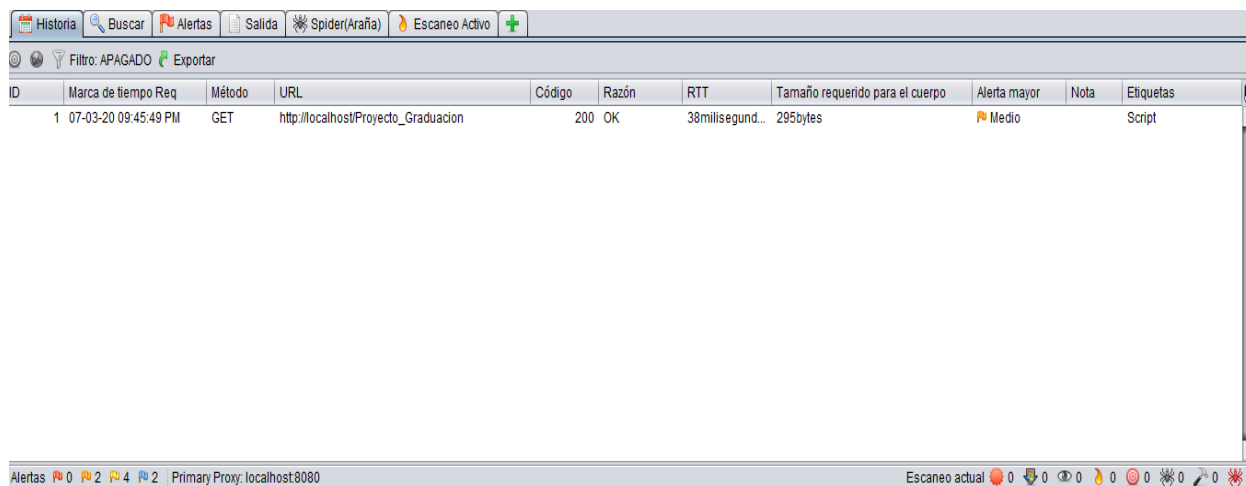 Historia Buscar Alertas Salida Spider(Araña) Escaneo Activo
Filtro: APAGADO Exportar
ID Marca de tiempo Req Método URL Código Razón RTT Tamaño requerido para el cuerpo Alerta mayor Nota Etiquetas
1 07-03-20 09:45:49 PM GET http://localhost/Proyecto_Graduacion 200 OK 38milisegund... 295bytes Medio Script
Alertas 0 2 4 2 Primary Proxy: localhost:8080 Escaneo actual 0 0 0 0 0 0 0